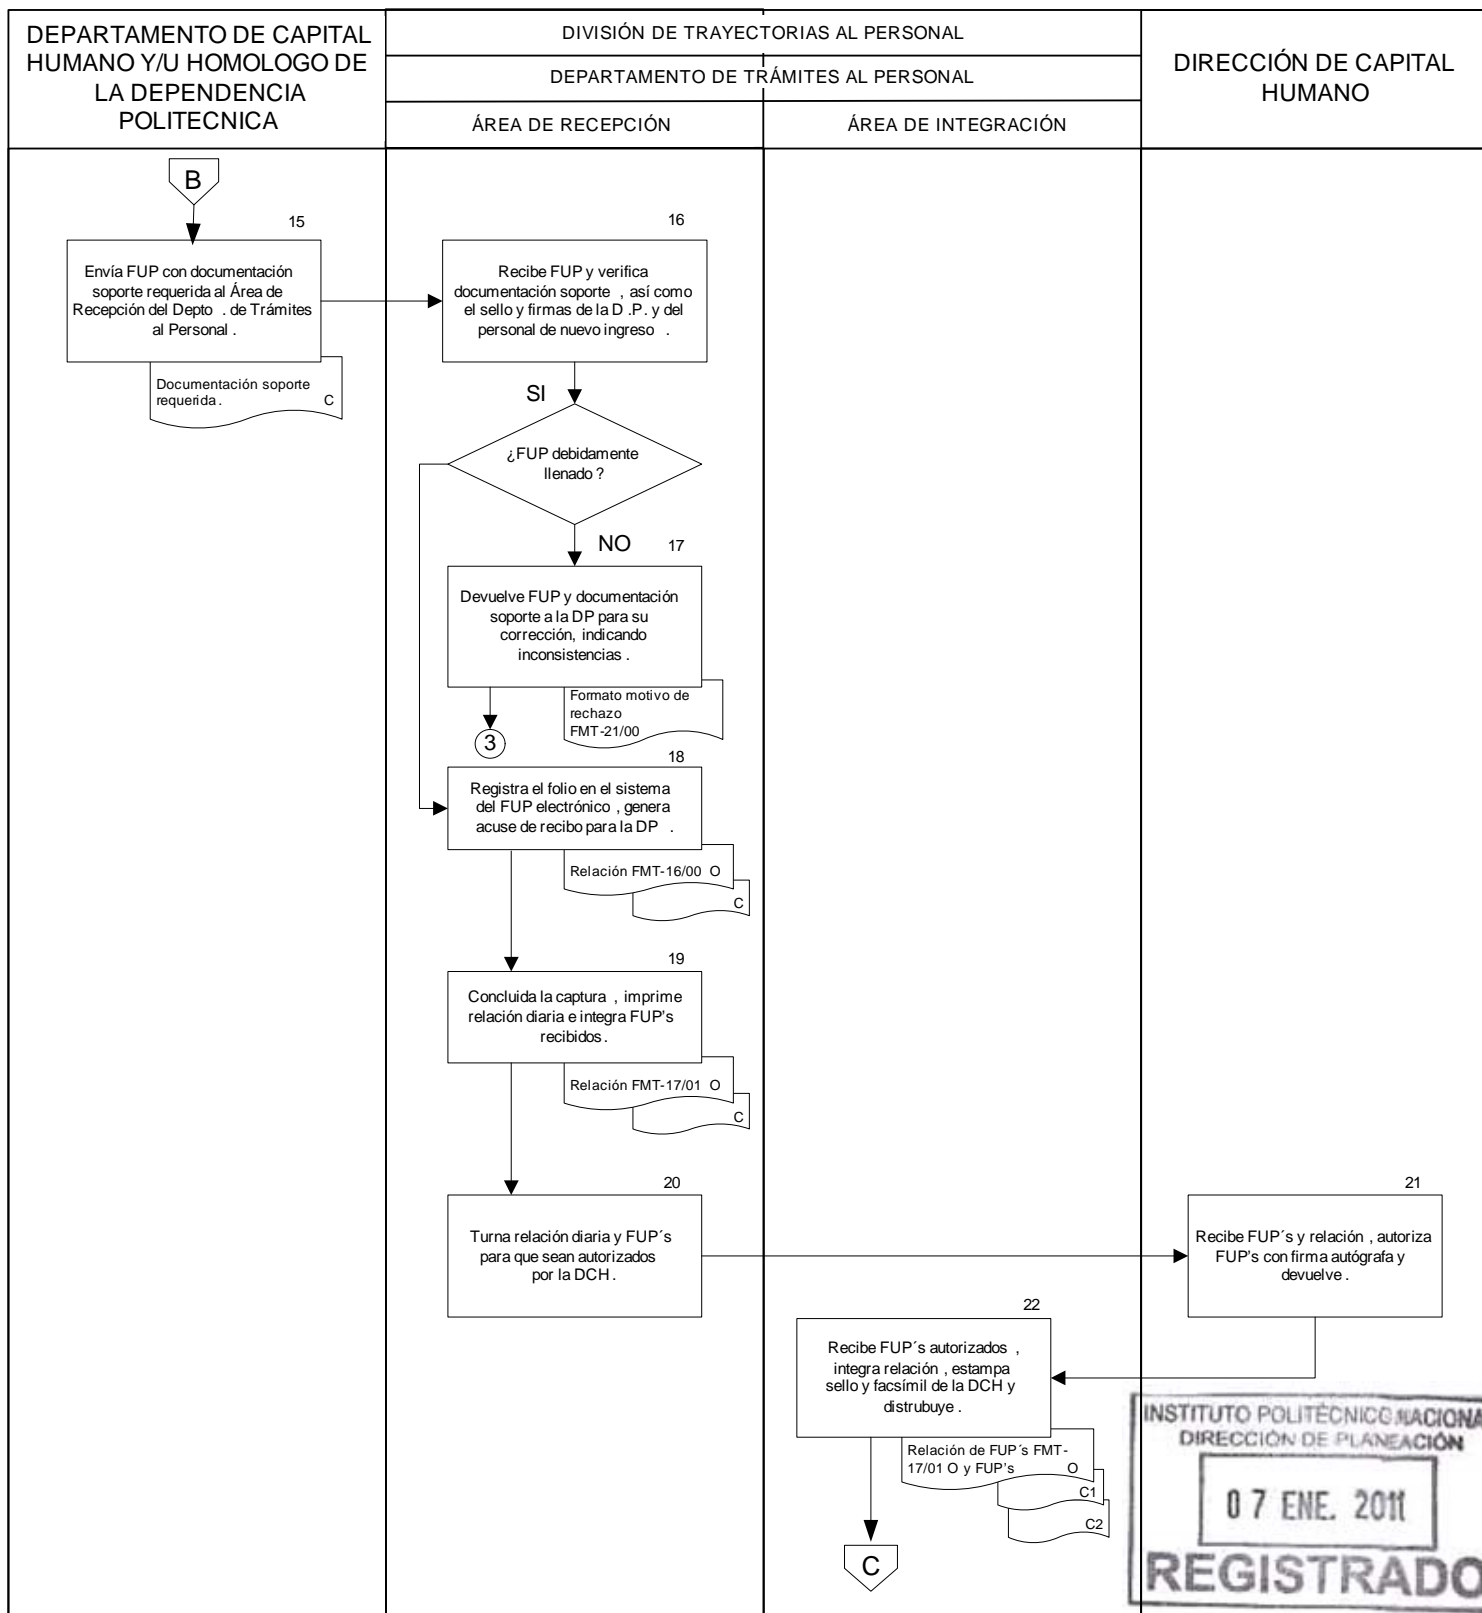 DEPARTAMENTO DE CAPITAL
HUMANO Y/U HOMOLOGO DE
LA DEPENDENCIA
POLITECNICA
DIVISIÓN DE TRAYECTORIAS AL PERSONAL
DEPARTAMENTO DE TRÁMITES AL PERSONAL
ÁREA DE RECEPCIÓN
ÁREA DE INTEGRACIÓN
DIRECCIÓN DE CAPITAL
HUMANO
B
15
Envía FUP con documentación
soporte requerida al Área de
Recepción del Depto . de Trámites
al Personal .
Documentación soporte
requerida . C
16
Recibe FUP y verifica
documentación soporte , así como
el sello y firmas de la D .P. y del
personal de nuevo ingreso .
SI
¿FUP debidamente
llenado ?
NO
17
Devuelve FUP y documentación
soporte a la DP para su
corrección, indicando
inconsistencias .
Formato motivo de
rechazo
FMT-21/00
3
18
Registra el folio en el sistema
del FUP electrónico , genera
acuse de recibo para la DP .
Relación FMT-16/00 O
C
19
Concluida la captura , imprime
relación diaria e integra FUP's
recibidos .
Relación FMT-17/01 O
C
20
Turna relación diaria y FUP´s
para que sean autorizados
por la DCH .
21
Recibe FUP´s y relación , autoriza
FUP's con firma autógrafa y
devuelve .
22
Recibe FUP´s autorizados ,
integra relación , estampa
sello y facsímil de la DCH y
distrubuye .
Relación de FUP´s FMT-
17/01 O y FUP's O
C1
C2
C
INSTITUTO POLITÉCNICO NACIONA
DIRECCIÓN DE PLANEACIÓN
07 ENE. 2011
REGISTRADO